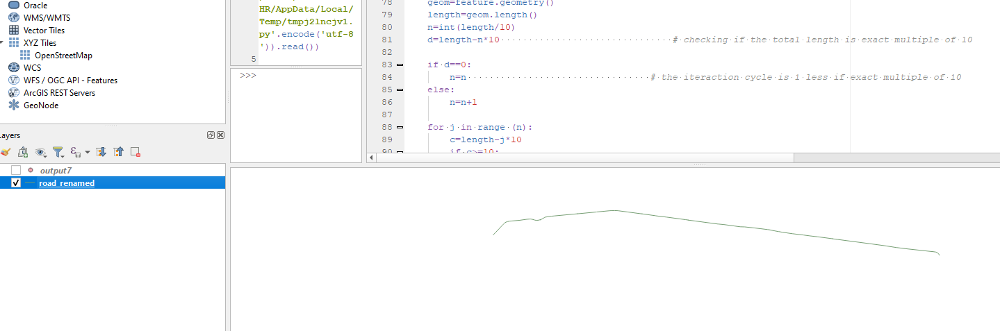 Oracle
WMS/WMTS
Vector Tiles
XYZ Tiles
OpenStreetMap
WCS
WFS / OGC API - Features
ArcGIS REST Servers
GeoNode
ayers
output7
road_renamed
HR/AppData/Local/
Temp/tmpj2lncjv1.
py'.encode('utf-8
')).read())
5
>>>
78 geom=feature.geometry()
79 length=geom.length()
80 n=int(length/10)
81 d=length-n*10 # checking if the total length is exact multiple of 10
82
83 if d==0:
84 n=n # the iteraction cycle is 1 less if exact multiple of 10
85 else:
86 n=n+1
87
88 for j in range (n):
89 c=length-j*10
90 if c>=10: